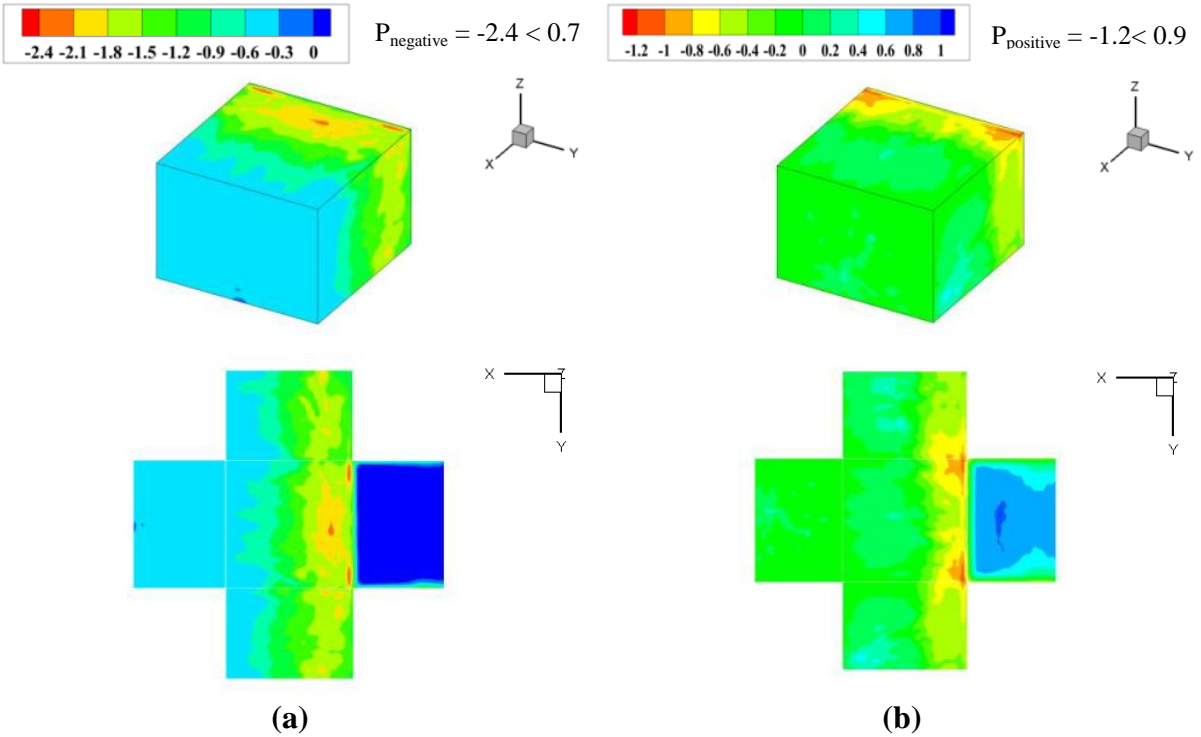 P_negative = -2.4 < 0.7
-2.4 -2.1 -1.8 -1.5 -1.2 -0.9 -0.6 -0.3 0
P_positive = -1.2< 0.9
-1.2 -1 -0.8 -0.6 -0.4 -0.2 0 0.2 0.4 0.6 0.8 1
Z
X
Y
Z
X
Y
X
Z
Y
X
Z
Y
(a)
(b)